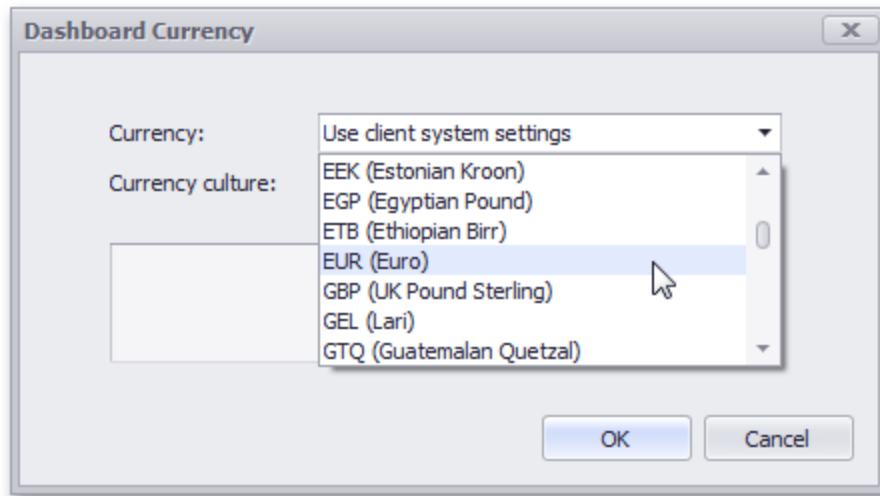 Dashboard Currency
Currency:
Use client system settings
Currency culture:
EEK (Estonian Kroon)
EGP (Egyptian Pound)
ETB (Ethiopian Birr)
EUR (Euro)
GBP (UK Pound Sterling)
GEL (Lari)
GTQ (Guatemalan Quetzal)
OK
Cancel